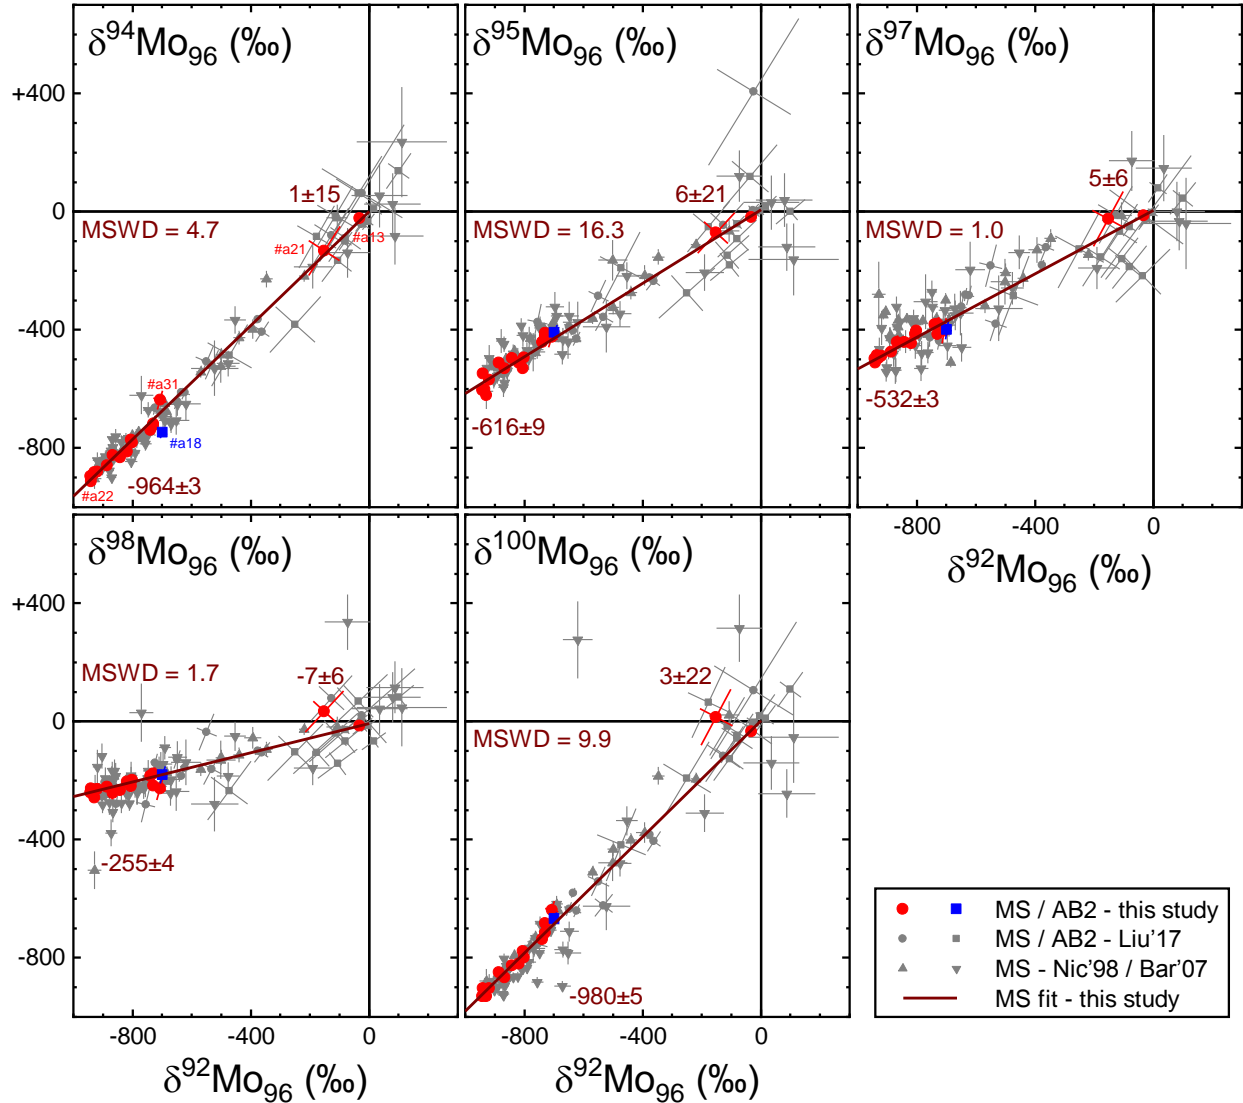 δ⁹⁴Mo₉₆ (‰)
δ⁹⁵Mo₉₆ (‰)
δ⁹⁷Mo₉₆ (‰)
+400
0
-400
-800
1±15
MSWD = 4.7
#a21
#a13
#a31
#a18
-964±3
#a22
6±21
MSWD = 16.3
-616±9
5±6
MSWD = 1.0
-532±3
-800 -400 0
δ⁹²Mo₉₆ (‰)
δ⁹⁸Mo₉₆ (‰)
δ¹⁰⁰Mo₉₆ (‰)
+400
0
-400
-800
MSWD = 1.7
-7±6
-255±4
3±22
MSWD = 9.9
-980±5
-800 -400 0
-800 -400 0
δ⁹²Mo₉₆ (‰)
δ⁹²Mo₉₆ (‰)
MS / AB2 - this study
MS / AB2 - Liu'17
MS - Nic'98 / Bar'07
MS fit - this study